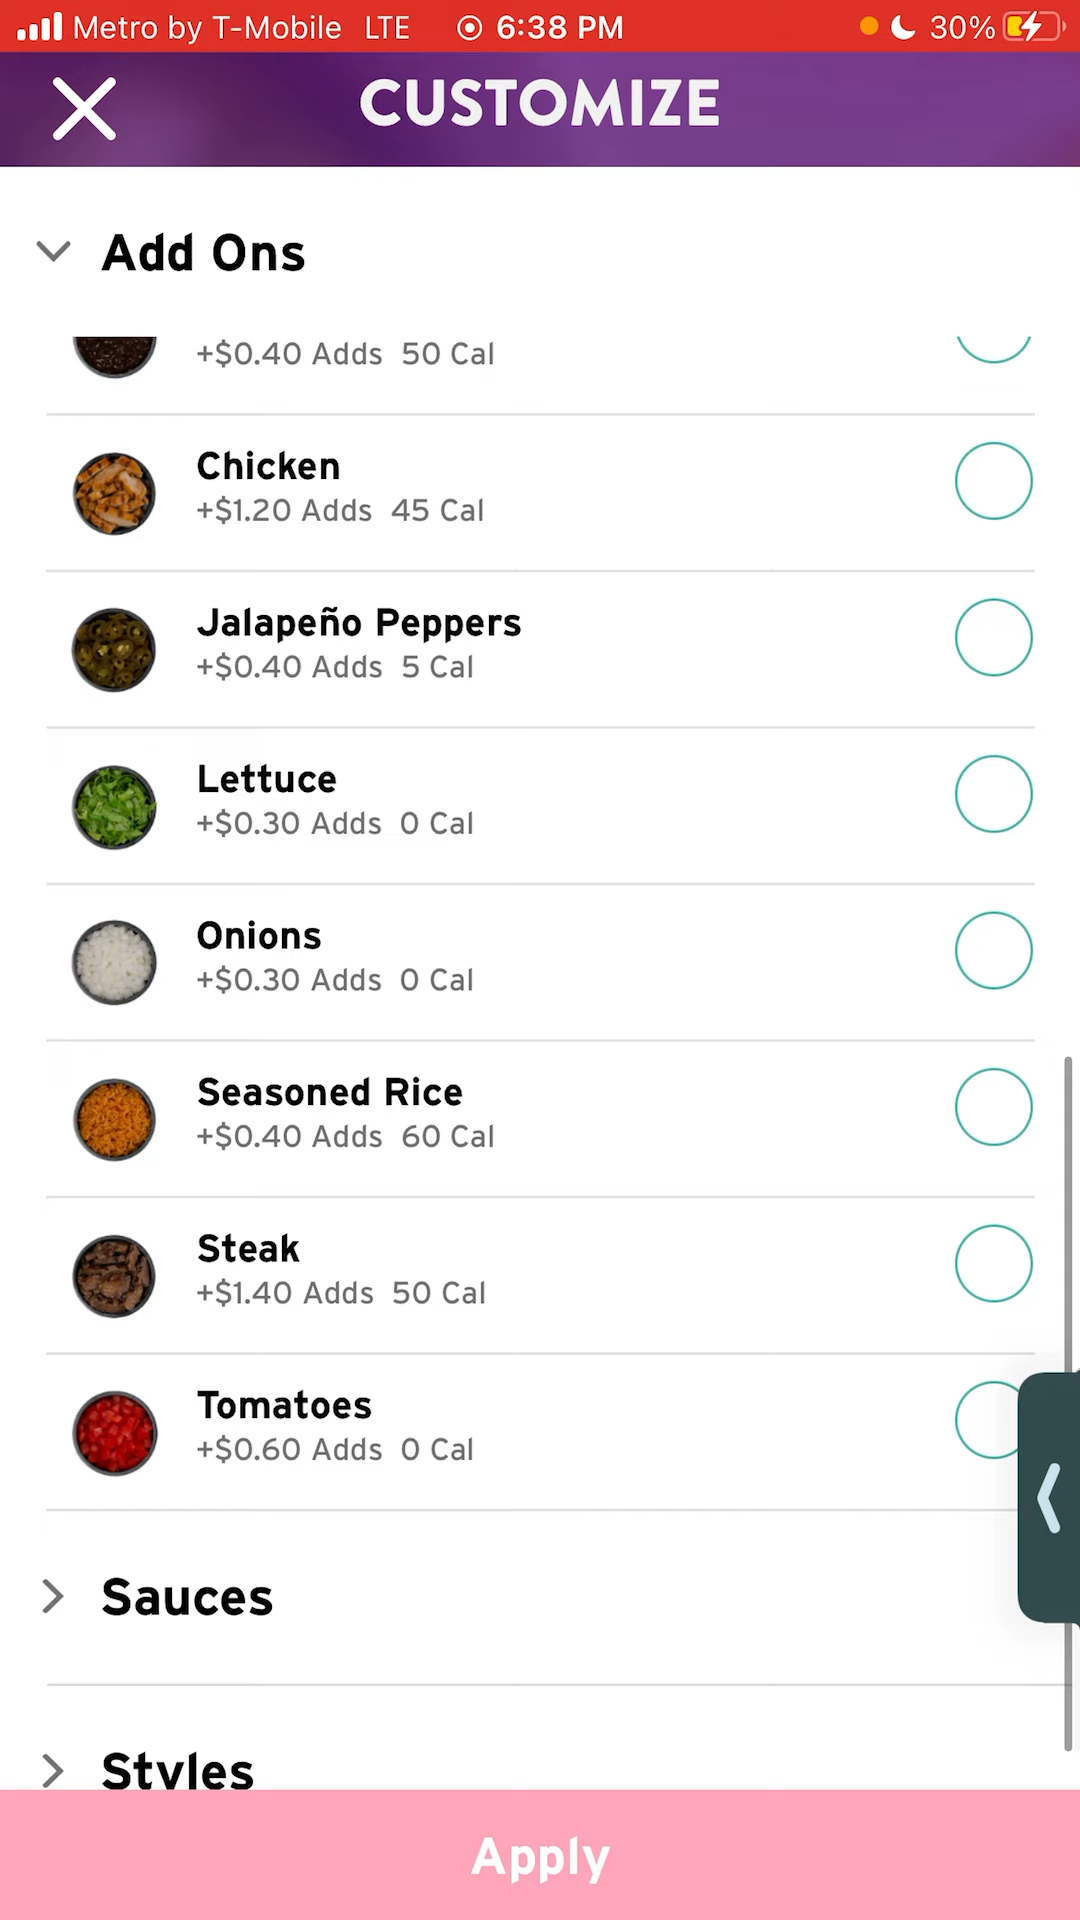 Metro by T-Mobile LTE 6:38 PM 30%
CUSTOMIZE
Add Ons
+$0.40 Adds 50 Cal
Chicken
+$1.20 Adds 45 Cal
Jalapeño Peppers
+$0.40 Adds 5 Cal
Lettuce
+$0.30 Adds 0 Cal
Onions
+$0.30 Adds 0 Cal
Seasoned Rice
+$0.40 Adds 60 Cal
Steak
+$1.40 Adds 50 Cal
Tomatoes
+$0.60 Adds 0 Cal
Sauces
Styles
Apply